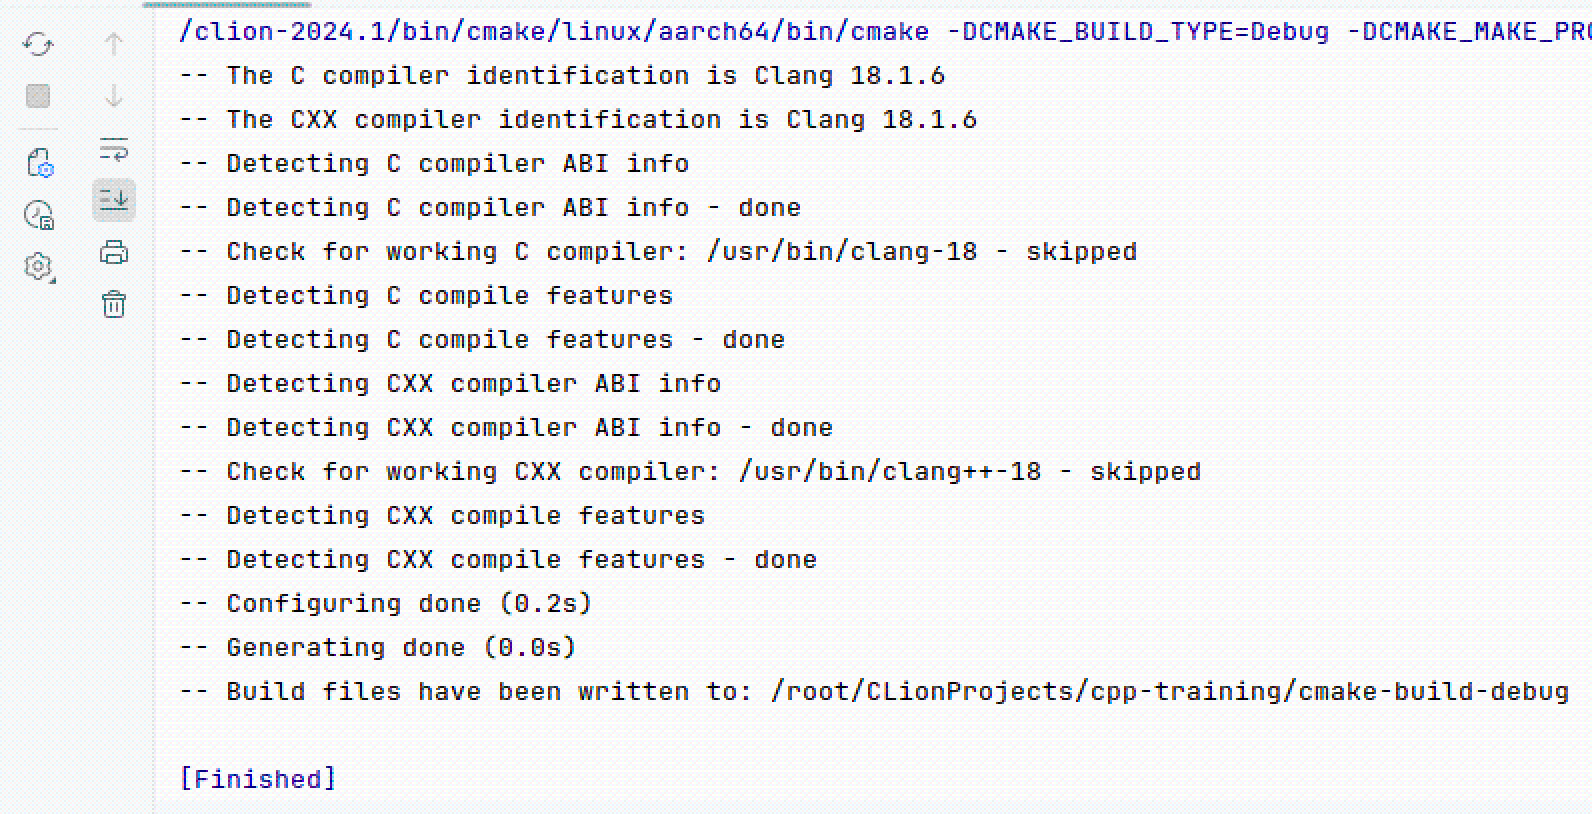 /clion-2024.1/bin/cmake/linux/aarch64/bin/cmake -DCMAKE_BUILD_TYPE=Debug -DCMAKE_MAKE_PRO
-- The C compiler identification is Clang 18.1.6
-- The CXX compiler identification is Clang 18.1.6
-- Detecting C compiler ABI info
-- Detecting C compiler ABI info - done
-- Check for working C compiler: /usr/bin/clang-18 - skipped
-- Detecting C compile features
-- Detecting C compile features - done
-- Detecting CXX compiler ABI info
-- Detecting CXX compiler ABI info - done
-- Check for working CXX compiler: /usr/bin/clang++-18 - skipped
-- Detecting CXX compile features
-- Detecting CXX compile features - done
-- Configuring done (0.2s)
-- Generating done (0.0s)
-- Build files have been written to: /root/CLionProjects/cpp-training/cmake-build-debug
[Finished]